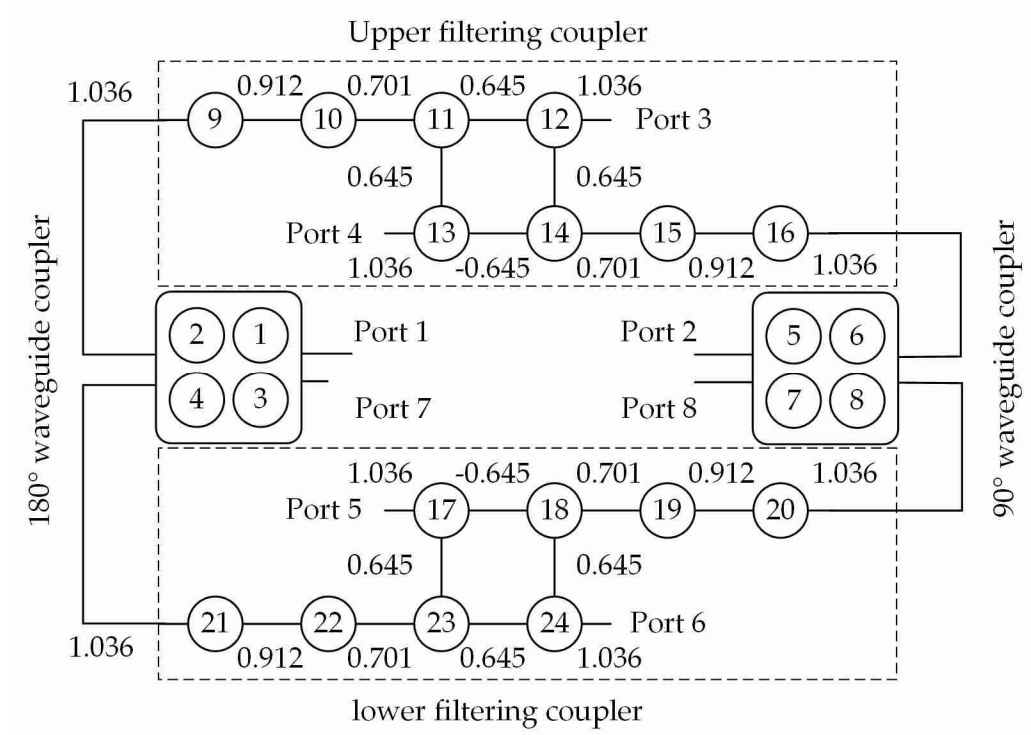 Upper filtering coupler
1.036 0.912 0.701 0.645 1.036
9 10 11 12 Port 3
0.645 0.645
Port 4 13 14 15 16
1.036 -0.645 0.701 0.912 1.036
180° waveguide coupler
90° waveguide coupler
2 1 Port 1 Port 2 5 6
4 3 Port 7 Port 8 7 8
1.036 -0.645 0.701 0.912 1.036
Port 5 17 18 19 20
0.645 0.645
21 22 23 24 Port 6
1.036 0.912 0.701 0.645 1.036
lower filtering coupler